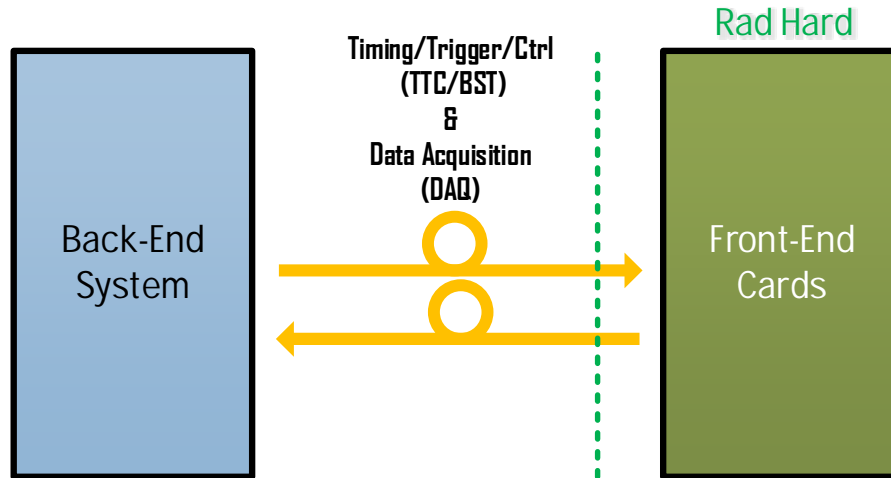 Rad Hard
Timing/Trigger/Ctrl
(TTC/BST)
&
Data Acquisition
(DAQ)
Back-End
System
Front-End
Cards